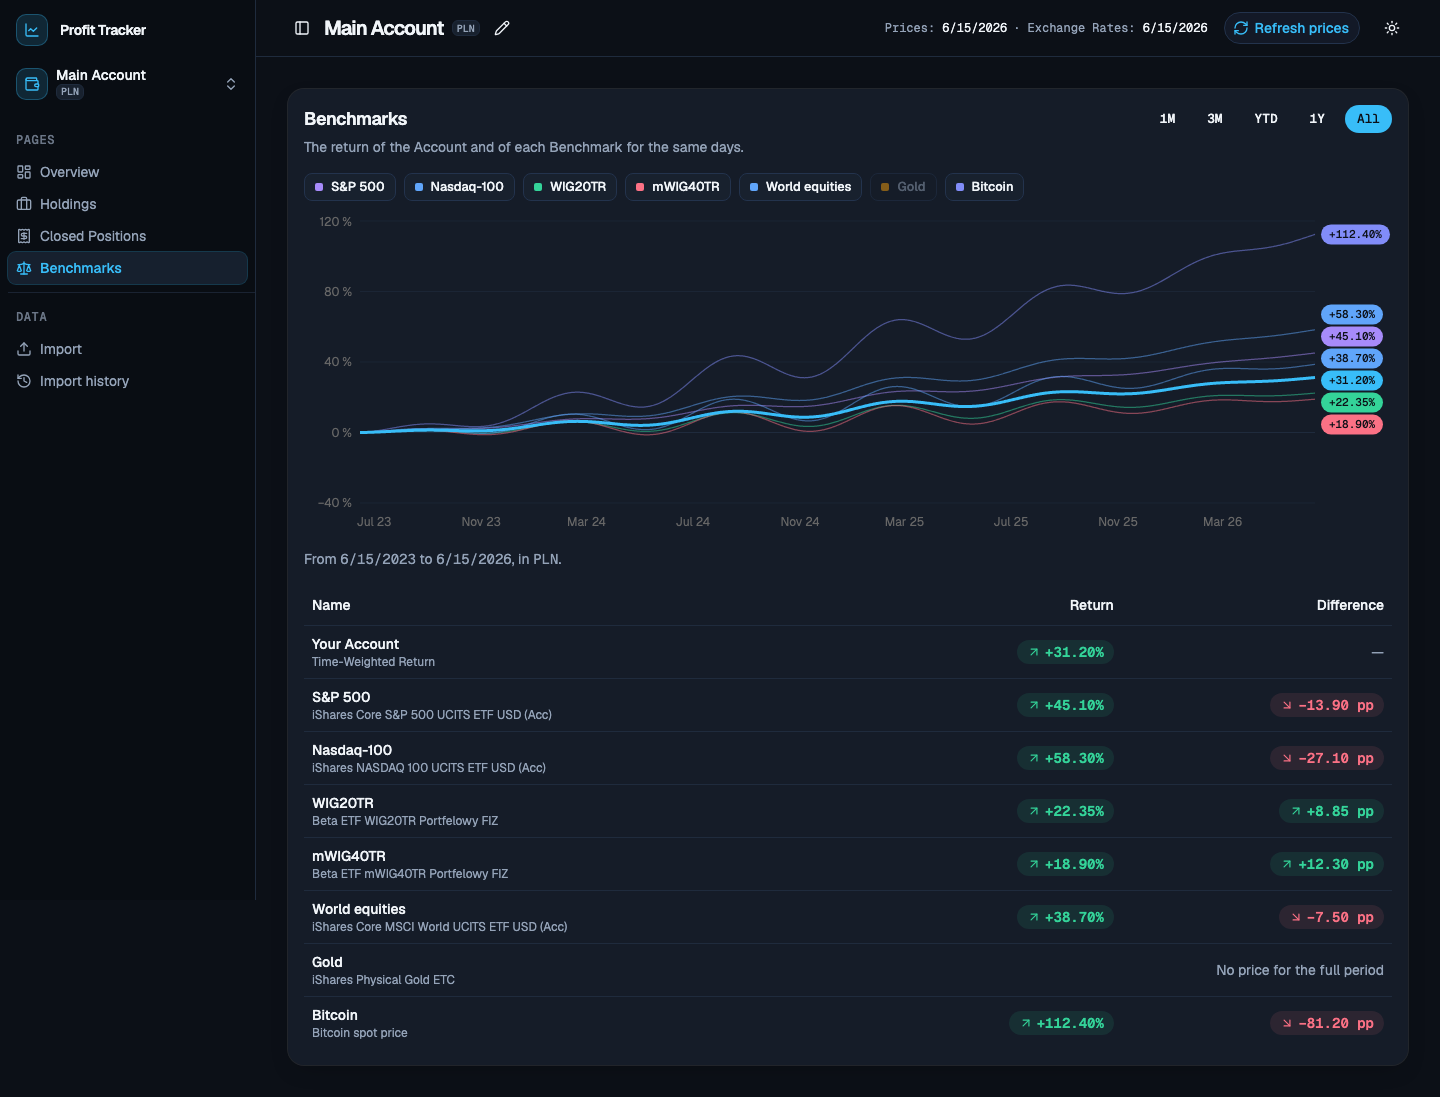 Profit Tracker
Main Account
PLN
PAGES
Overview
Holdings
Closed Positions
Benchmarks
DATA
Import
Import history
Main Account PLN
Prices: 6/15/2026 · Exchange Rates: 6/15/2026
Refresh prices
Benchmarks
1M 3M YTD 1Y All
The return of the Account and of each Benchmark for the same days.
S&P 500 Nasdaq-100 WIG20TR mWIG40TR World equities Gold Bitcoin
120 %
80 %
40 %
0 %
−40 %
+112.40%
+58.30%
+45.10%
+38.70%
+31.20%
+22.35%
+18.90%
Jul 23 Nov 23 Mar 24 Jul 24 Nov 24 Mar 25 Jul 25 Nov 25 Mar 26
From 6/15/2023 to 6/15/2026, in PLN.
Name Return Difference
Your Account
Time-Weighted Return
+31.20% —
S&P 500
iShares Core S&P 500 UCITS ETF USD (Acc)
+45.10% −13.90 pp
Nasdaq-100
iShares NASDAQ 100 UCITS ETF USD (Acc)
+58.30% −27.10 pp
WIG20TR
Beta ETF WIG20TR Portfelowy FIZ
+22.35% +8.85 pp
mWIG40TR
Beta ETF mWIG40TR Portfelowy FIZ
+18.90% +12.30 pp
World equities
iShares Core MSCI World UCITS ETF USD (Acc)
+38.70% −7.50 pp
Gold
iShares Physical Gold ETC
No price for the full period
Bitcoin
Bitcoin spot price
+112.40% −81.20 pp